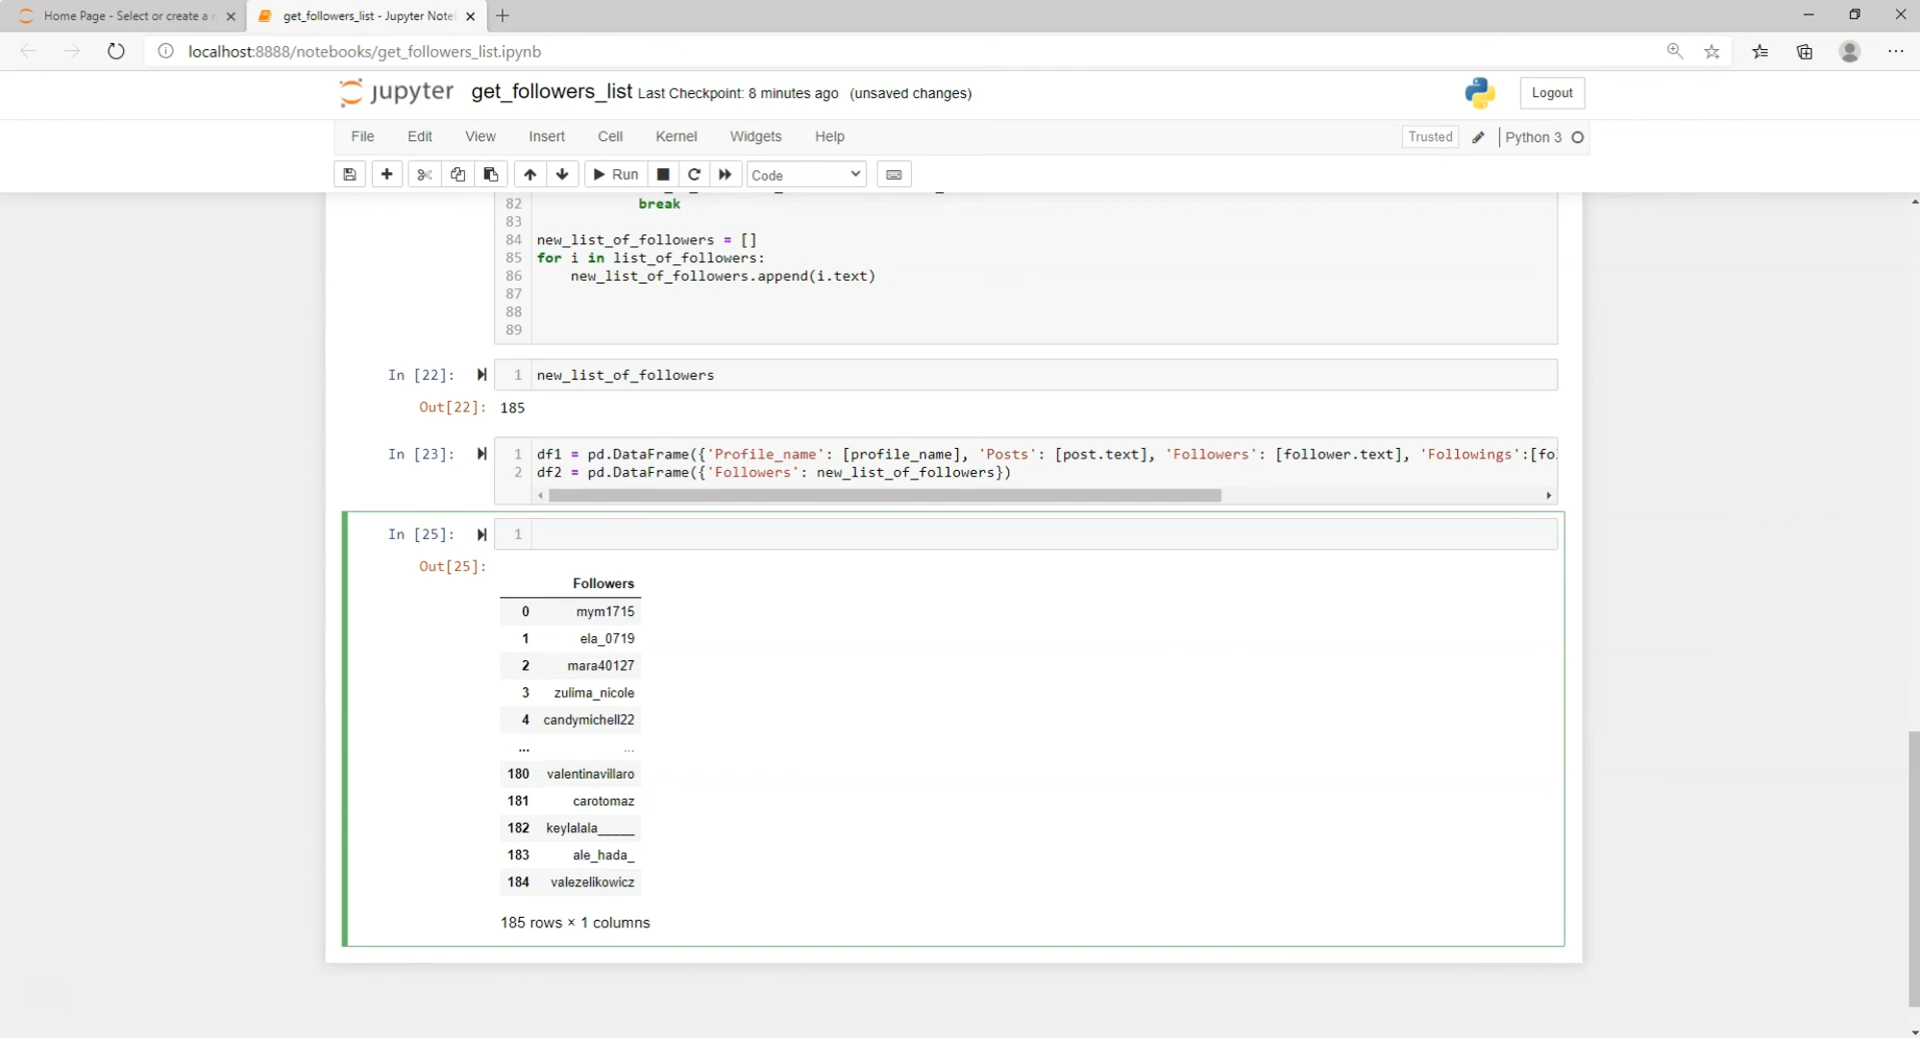 Home Page - Select or create a n
get_followers_list - Jupyter Note
localhost:8888/notebooks/get_followers_list.ipynb
jupyter get_followers_list Last Checkpoint: 8 minutes ago (unsaved changes)
Logout
File Edit View Insert Cell Kernel Widgets Help
Trusted Python 3
Run Code
82 break
83
84 new_list_of_followers = []
85 for i in list_of_followers:
86 new_list_of_followers.append(i.text)
87
88
89
In [22]: 1 new_list_of_followers
Out[22]: 185
In [23]: 1 df1 = pd.DataFrame({'Profile_name': [profile_name], 'Posts': [post.text], 'Followers': [follower.text], 'Followings':[fo
2 df2 = pd.DataFrame({'Followers': new_list_of_followers})
In [25]: 1
Out[25]:
Followers
0 mym1715
1 ela_0719
2 mara40127
3 zulima_nicole
4 candymichell22
... ...
180 valentinavillaro
181 carotomaz
182 keylalala_____
183 ale_hada_
184 valezelikowicz
185 rows × 1 columns